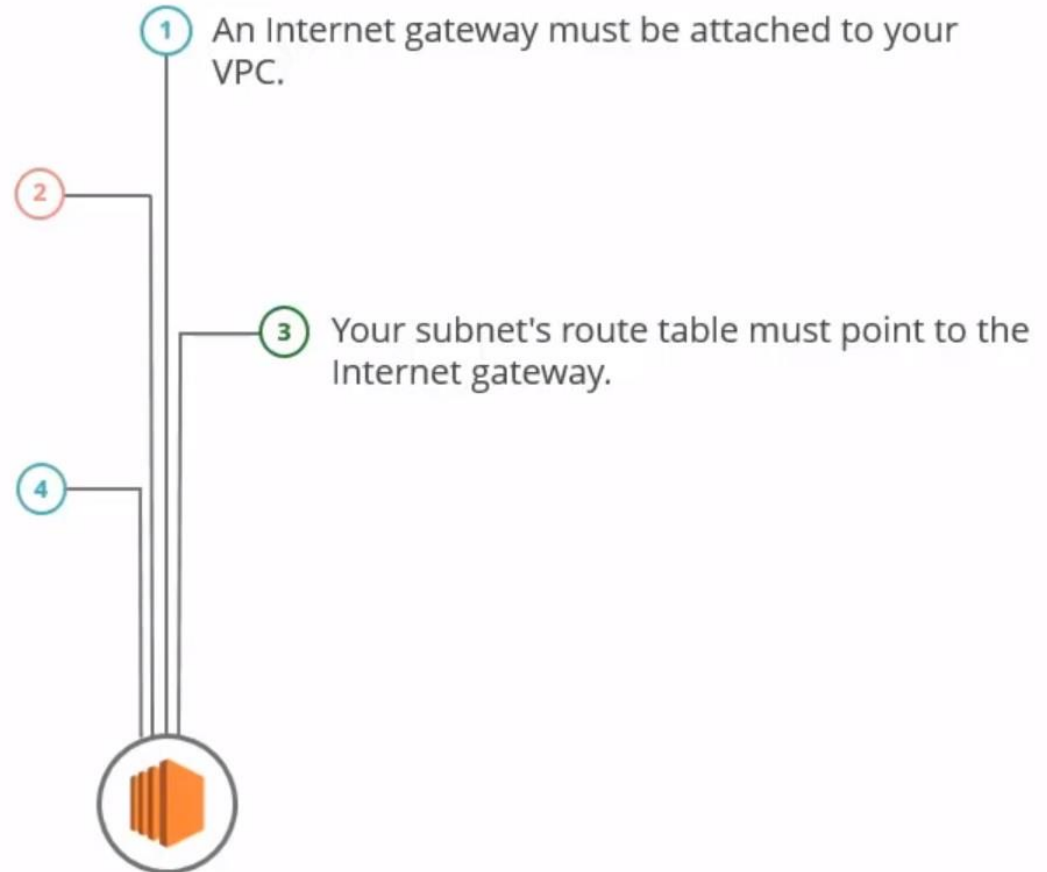 1 An Internet gateway must be attached to your
VPC.
2
3 Your subnet's route table must point to the
Internet gateway.
4